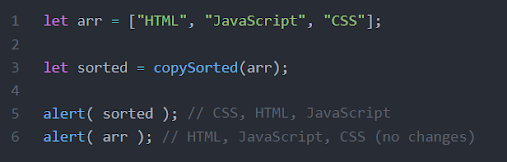 1 let arr = ["HTML", "JavaScript", "CSS"];
2
3 let sorted = copySorted(arr);
4
5 alert( sorted ); // CSS, HTML, JavaScript
6 alert( arr ); // HTML, JavaScript, CSS (no changes)